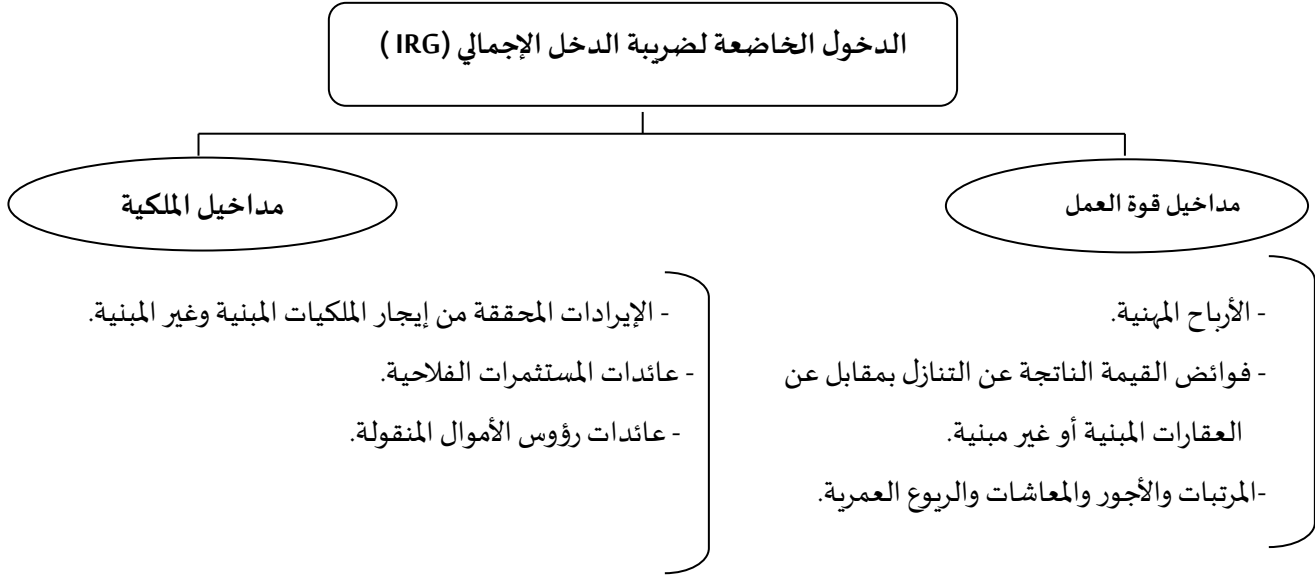 الدخول الخاضعة لضريبة الدخل الإجمالي (IRG )
مداخيل قوة العمل
- الأرباح المهنية.
- فوائض القيمة الناتجة عن التنازل بمقابل عن
العقارات المبنية أو غير مبنية.
-المرتبات والأجور والمعاشات والريوع العمرية.
مداخيل الملكية
- الإيرادات المحققة من إيجار الملكيات المبنية وغير المبنية.
- عائدات المستثمرات الفلاحية.
- عائدات رؤوس الأموال المنقولة.